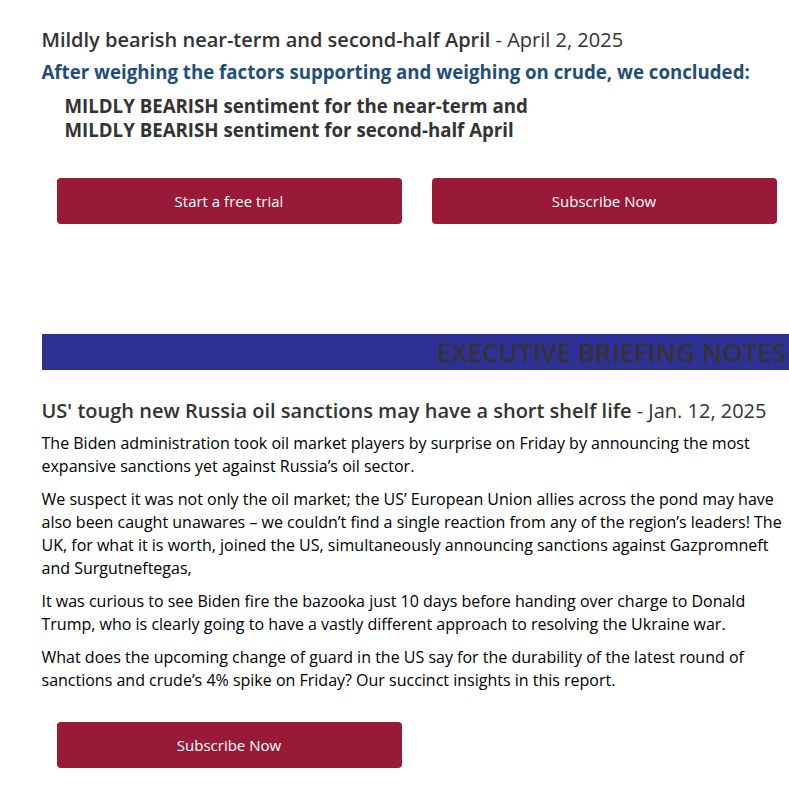 Mildly bearish near-term and second-half April - April 2, 2025
After weighing the factors supporting and weighing on crude, we concluded:
MILDLY BEARISH sentiment for the near-term and
MILDLY BEARISH sentiment for second-half April
Start a free trial
Subscribe Now
EXECUTIVE BRIEFING NOTES
US' tough new Russia oil sanctions may have a short shelf life - Jan. 12, 2025
The Biden administration took oil market players by surprise on Friday by announcing the most
expansive sanctions yet against Russia’s oil sector.
We suspect it was not only the oil market; the US’ European Union allies across the pond may have
also been caught unawares – we couldn’t find a single reaction from any of the region’s leaders! The
UK, for what it is worth, joined the US, simultaneously announcing sanctions against Gazpromneft
and Surgutneftegas,
It was curious to see Biden fire the bazooka just 10 days before handing over charge to Donald
Trump, who is clearly going to have a vastly different approach to resolving the Ukraine war.
What does the upcoming change of guard in the US say for the durability of the latest round of
sanctions and crude’s 4% spike on Friday? Our succinct insights in this report.
Subscribe Now